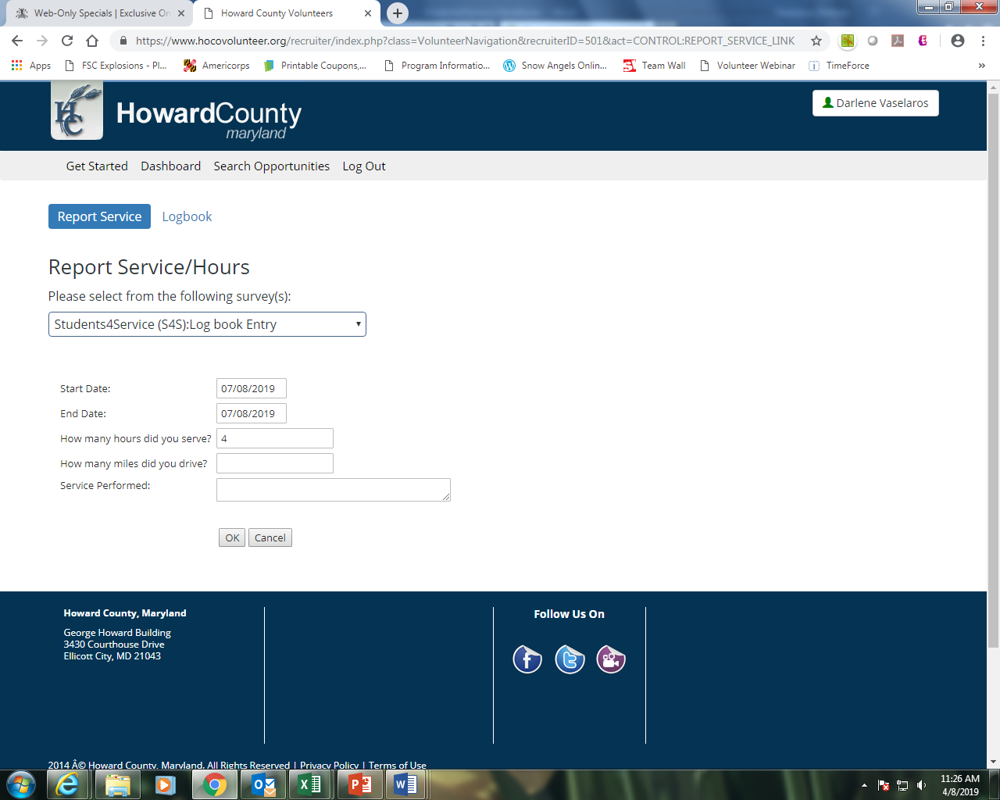 Web-Only Specials | Exclusive On
Howard County Volunteers
https://www.hocovolunteer.org/recruiter/index.php?class=VolunteerNavigation&recruiterID=501&act=CONTROL:REPORT_SERVICE_LINK
Apps FSC Explosions - Pl... Americorps Printable Coupons,... Program Informatio... Snow Angels Onlin... Team Wall Volunteer Webinar TimeForce »
HC
HowardCounty
maryland
Darlene Vaselaros
Get Started Dashboard Search Opportunities Log Out
Report Service Logbook
Report Service/Hours
Please select from the following survey(s):
Students4Service (S4S):Log book Entry
Start Date: 07/08/2019
End Date: 07/08/2019
How many hours did you serve? 4
How many miles did you drive?
Service Performed:
OK Cancel
Howard County, Maryland
George Howard Building
3430 Courthouse Drive
Ellicott City, MD 21043
Follow Us On
2014 Â© Howard County, Maryland. All Rights Reserved | Privacy Policy | Terms of Use
11:26 AM
4/8/2019